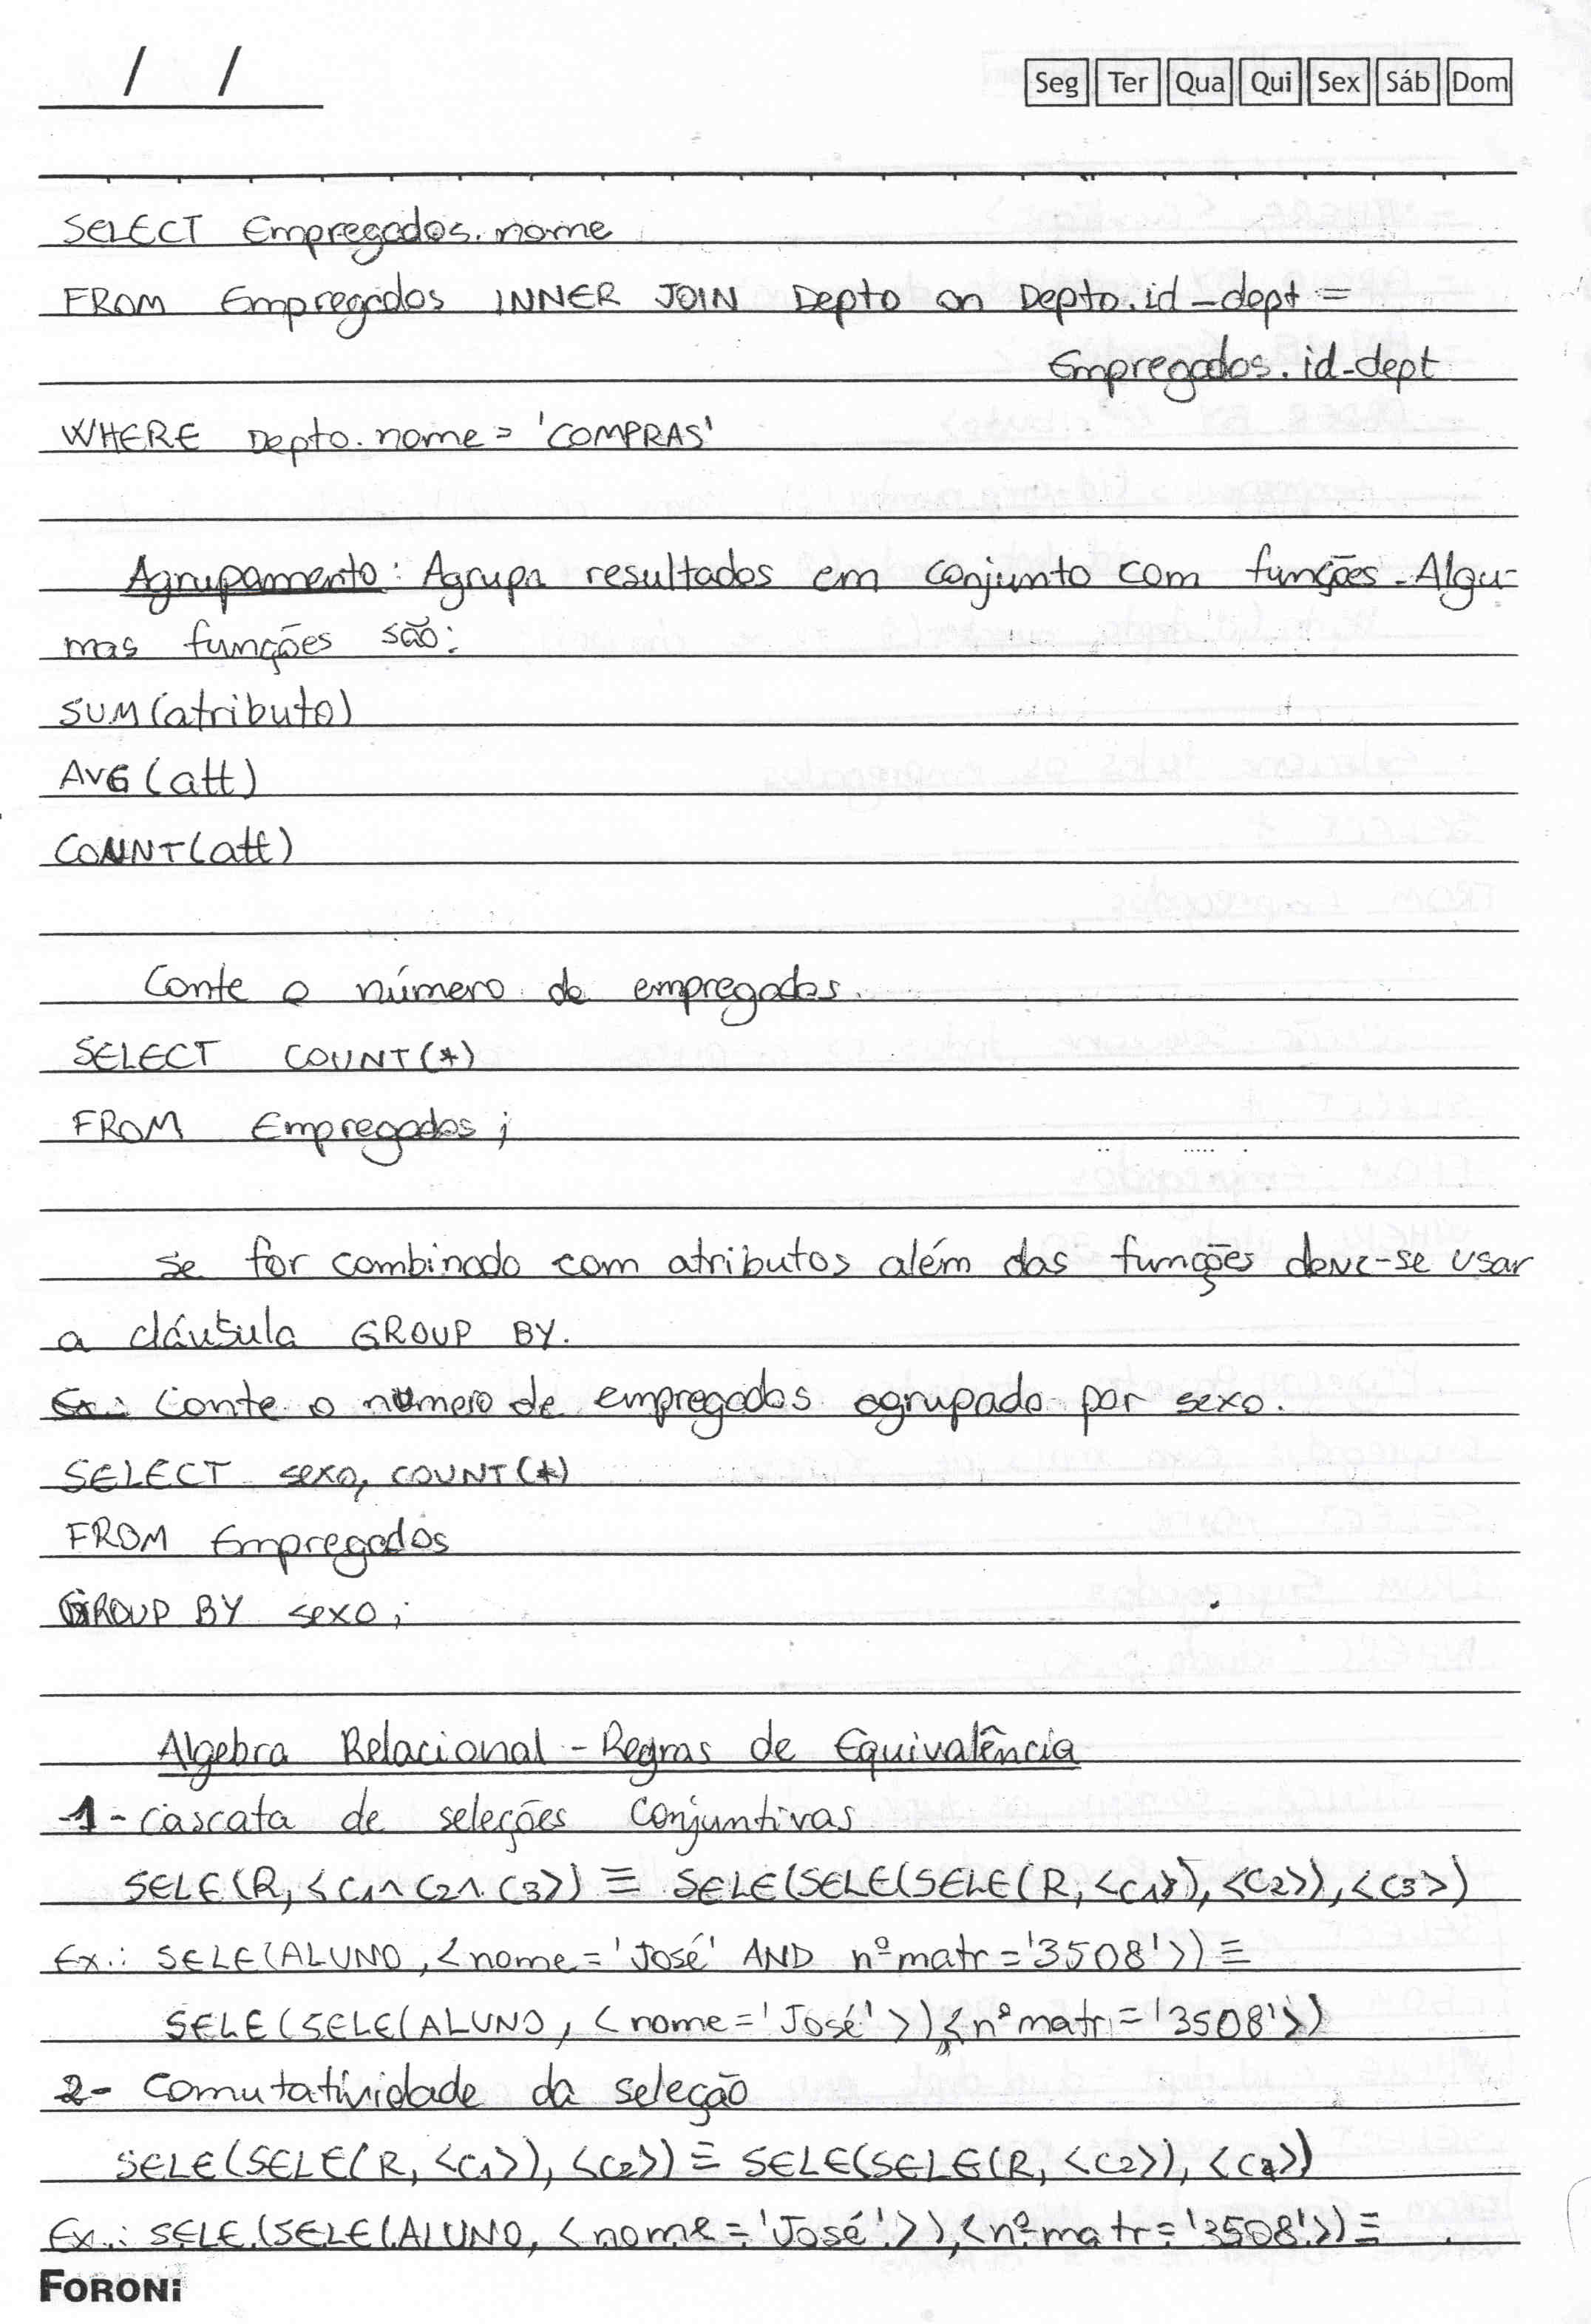 / /
Seg Ter Qua Qui Sex Sáb Dom
SELECT Empregados.nome
FROM Empregados INNER JOIN Depto on Depto.id_dept =
Empregados.id_dept
WHERE Depto.nome = 'COMPRAS'
Agrupamento: Agrupa resultados em conjunto com funções. Algu-
mas funções são:
SUM(atributo)
AVG(att)
COUNT(att)
Conte o número de empregados.
SELECT COUNT(*)
FROM Empregados;
Se for combinado com atributos além das funções deve-se usar
a cláusula GROUP BY.
Ex.: Conte o número de empregados agrupado por sexo.
SELECT sexo, COUNT(*)
FROM Empregados
GROUP BY sexo;
Algebra Relacional - Regras de Equivalência
1- Cascata de seleções conjuntivas
SELE(R, <C1 ∧ C2 ∧ C3>) ≡ SELE(SELE(SELE(R, <C1>), <C2>), <C3>)
Ex.: SELE(ALUNO, <nome = 'José' AND nº matr = '3508'>) ≡
SELE(SELE(ALUNO, <nome = 'José'>), <nº matr = '3508'>)
2- Comutatividade da seleção
SELE(SELE(R, <C1>), <C2>) ≡ SELE(SELE(R, <C2>), <C1>)
Ex.: SELE(SELE(ALUNO, <nome = 'José'>), <nº matr = '3508'>) ≡
FORONI